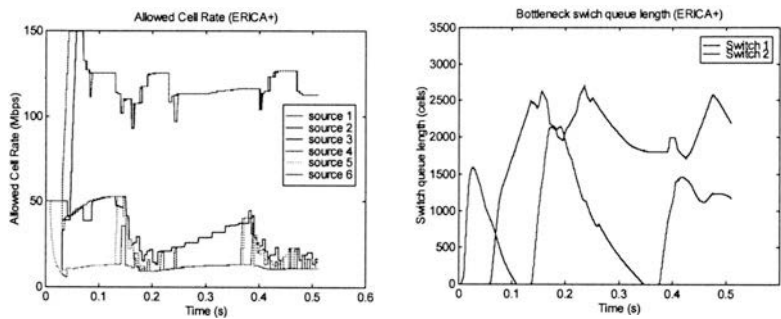 Allowed Cell Rate (ERICA+)
Allowed Cell Rate (Mbps)
150
100
50
0
0
0.1
0.2
0.3
0.4
0.5
0.6
Time (s)
source 1
source 2
source 3
source 4
source 5
source 6
Bottleneck swich queue length (ERICA+)
Switch queue length (cells)
3500
3000
2500
2000
1500
1000
500
0
0
0.1
0.2
0.3
0.4
0.5
0.6
Time (s)
Switch 1
Switch 2